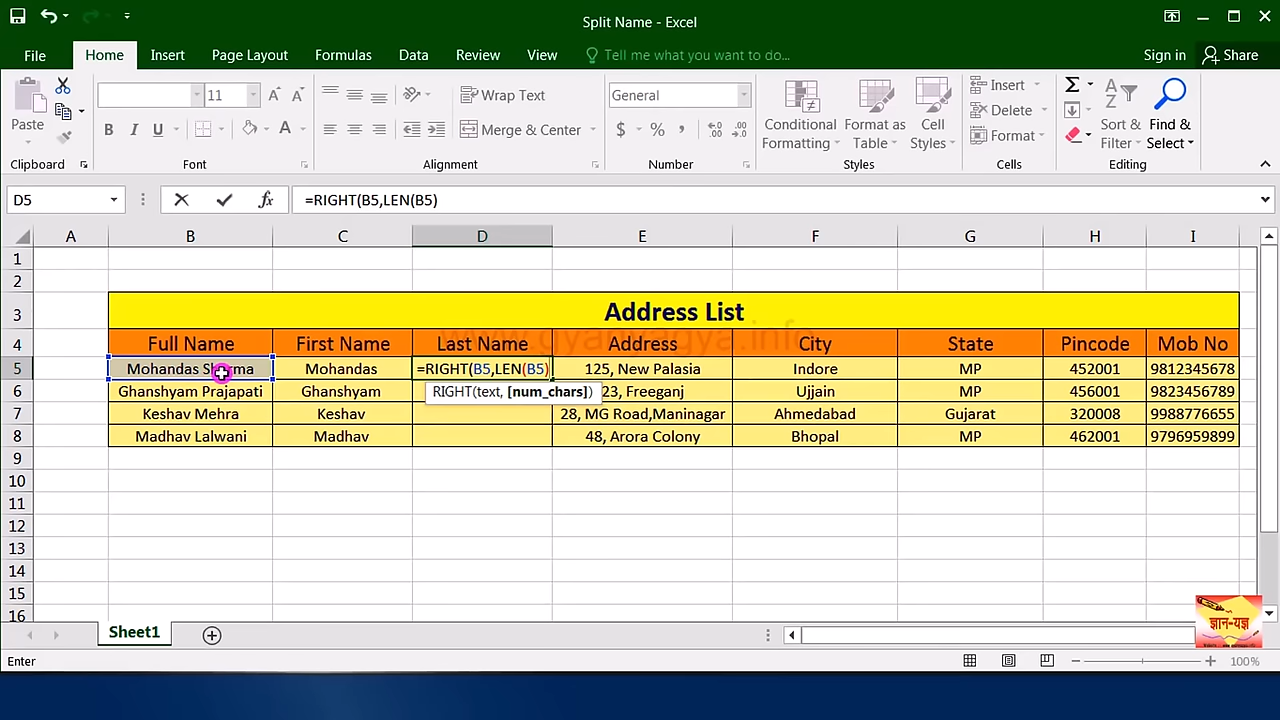 Split Name - Excel
File Home Insert Page Layout Formulas Data Review View Tell me what you want to do... Sign in Share
Paste 11 Wrap Text General Conditional Formatting Format as Table Cell Styles Insert Sort & Filter Find & Select
B I U Merge & Center $ % , Delete
Format
Clipboard Font Alignment Number Styles Cells Editing
D5 fx =RIGHT(B5,LEN(B5)
A B C D E F G H I
1
2
3 Address List
www.gyanyagya.info
4 Full Name First Name Last Name Address City State Pincode Mob No
5 Mohandas Sharma Mohandas =RIGHT(B5,LEN(B5) 125, New Palasia Indore MP 452001 9812345678
6 Ghanshyam Prajapati Ghanshyam RIGHT(text, [num_chars]) 23, Freeganj Ujjain MP 456001 9823456789
7 Keshav Mehra Keshav 28, MG Road,Maninagar Ahmedabad Gujarat 320008 9988776655
8 Madhav Lalwani Madhav 48, Arora Colony Bhopal MP 462001 9796959899
9
10
11
12
13
14
15
16
ज्ञान-यज्ञ
Sheet1
Enter 100%